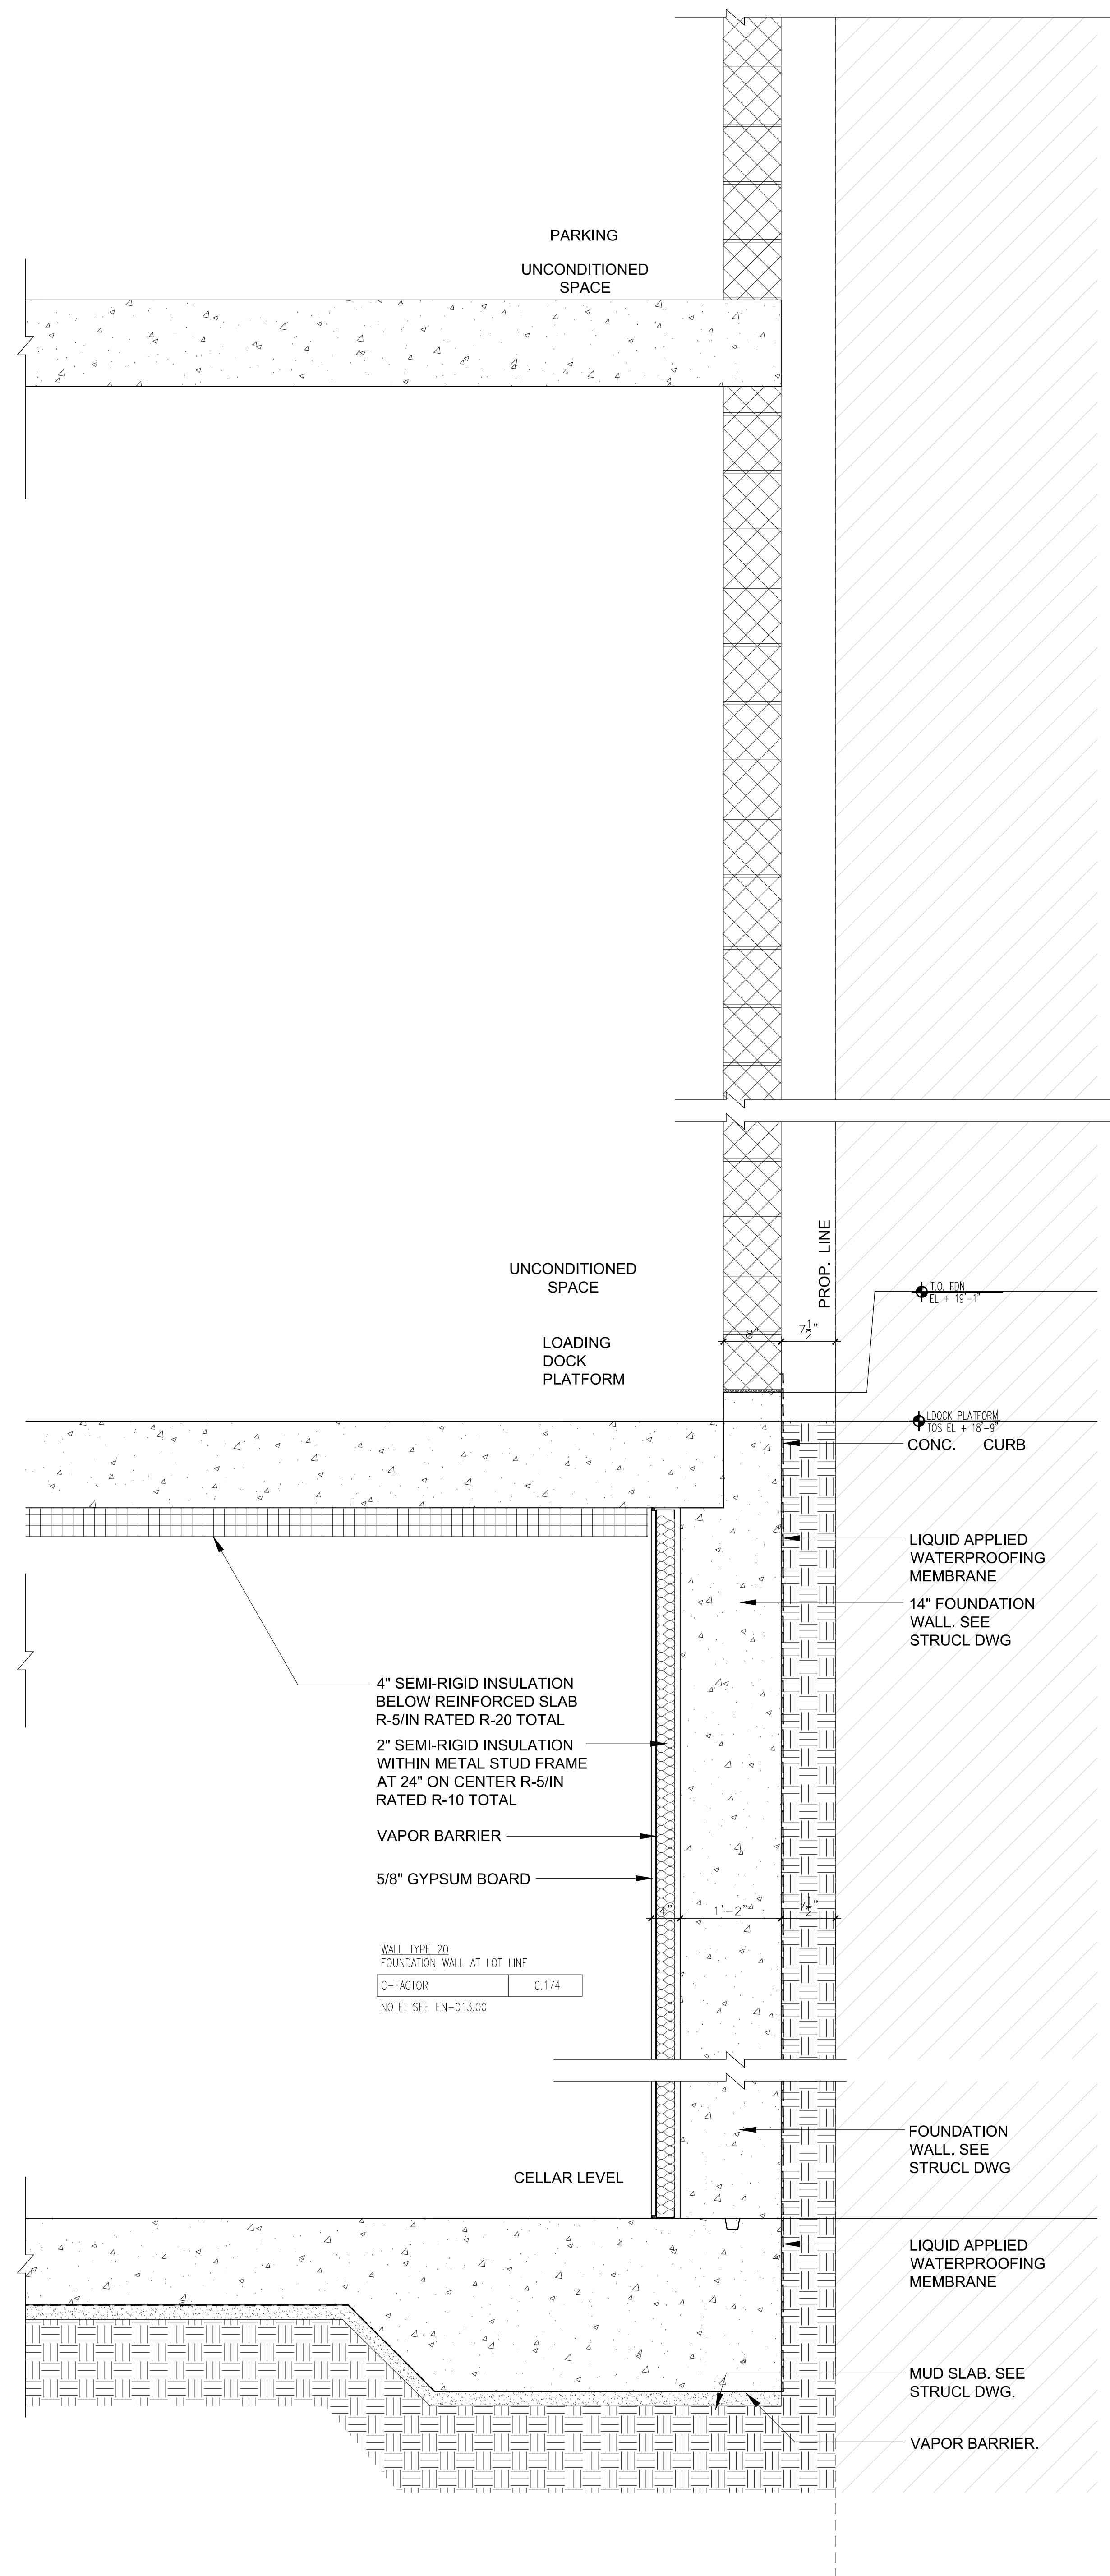 PARKING
UNCONDITIONED
SPACE
PROP. LINE
UNCONDITIONED
SPACE
T.O. FDN
EL + 19'-1"
8"
7 1/2"
LOADING
DOCK
PLATFORM
LDOCK PLATFORM
TOS EL + 18'-9"
CONC. CURB
LIQUID APPLIED
WATERPROOFING
MEMBRANE
14" FOUNDATION
WALL. SEE
STRUCL DWG
4" SEMI-RIGID INSULATION
BELOW REINFORCED SLAB
R-5/IN RATED R-20 TOTAL
2" SEMI-RIGID INSULATION
WITHIN METAL STUD FRAME
AT 24" ON CENTER R-5/IN
RATED R-10 TOTAL
VAPOR BARRIER
5/8" GYPSUM BOARD
4"
1'-2"
7 1/2"
WALL TYPE 20
FOUNDATION WALL AT LOT LINE
C-FACTOR 0.174
NOTE: SEE EN-013.00
FOUNDATION
WALL. SEE
STRUCL DWG
CELLAR LEVEL
LIQUID APPLIED
WATERPROOFING
MEMBRANE
MUD SLAB. SEE
STRUCL DWG.
VAPOR BARRIER.